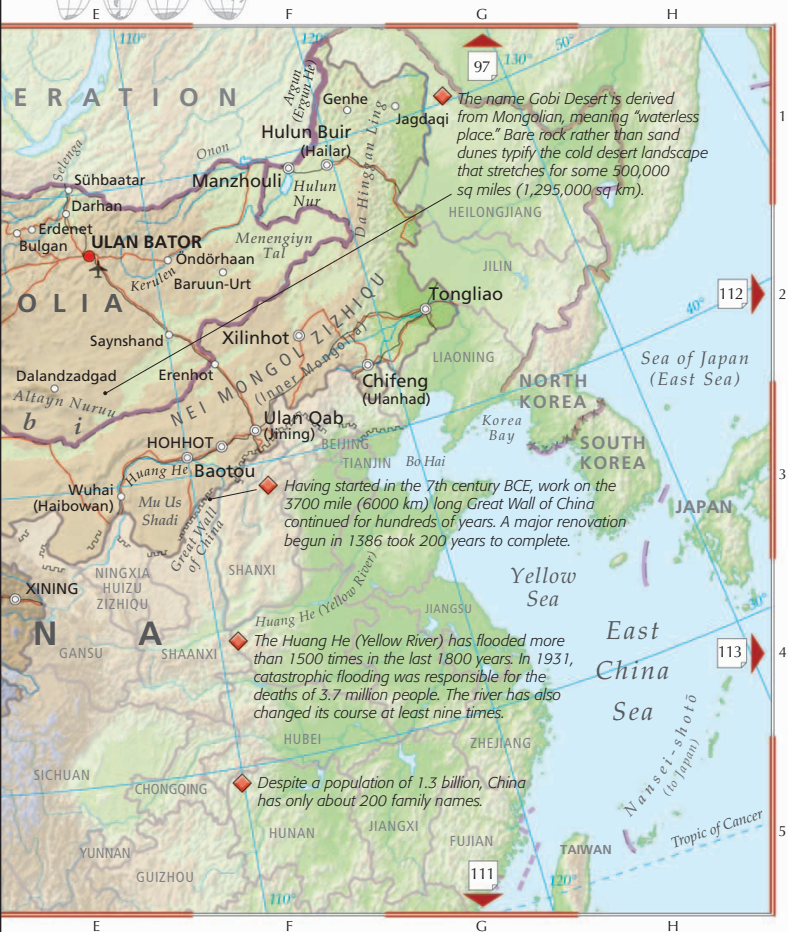 E F G H
110°
120°
130°
50°
97
1
E R A T I O N
Argun
(Ergun He)
Genhe
Jagdaqi
The name Gobi Desert is derived
from Mongolian, meaning “waterless
place.” Bare rock rather than sand
dunes typify the cold desert landscape
that stretches for some 500,000
sq miles (1,295,000 sq km).
Hulun Buir
(Hailar)
Onon
Selenga
Da Hinggan Ling
Manzhouli
Hulun
Nur
Sühbaatar
Darhan
Erdenet
Bulgan
ULAN BATOR
Menengiyn
Tal
HEILONGJIANG
Öndörhaan
Kerulen
Baruun-Urt
JILIN
2
112
40°
O L I A
Tongliao
Saynshand
Xilinhot
NEI MONGOL ZIZHIQU
(Inner Mongolia)
LIAONING
Sea of Japan
(East Sea)
Dalandzadgad
Erenhot
Altayn Nuruu
b i
Chifeng
(Ulanhad)
NORTH
KOREA
Ulan Qab
(Jining)
Korea
Bay
SOUTH
KOREA
HOHHOT
BEIJING
TIANJIN
Bo Hai
Huang He
Baotou
3
Wuhai
(Haibowan)
Mu Us
Shadi
Great Wall
of China
Having started in the 7th century BCE, work on the
3700 mile (6000 km) long Great Wall of China
continued for hundreds of years. A major renovation
begun in 1386 took 200 years to complete.
JAPAN
XINING
NINGXIA
HUIZU
ZIZHIQU
SHANXI
Yellow
Sea
30°
Huang He (Yellow River)
JIANGSU
N A
GANSU
SHAANXI
The Huang He (Yellow River) has flooded more
than 1500 times in the last 1800 years. In 1931,
catastrophic flooding was responsible for the
deaths of 3.7 million people. The river has also
changed its course at least nine times.
East
China
Sea
113
4
HUBEI
ZHEJIANG
Nansei-shotō
(to Japan)
SICHUAN
CHONGQING
Despite a population of 1.3 billion, China
has only about 200 family names.
HUNAN
JIANGXI
FUJIAN
Tropic of Cancer
5
YUNNAN
GUIZHOU
TAIWAN
111
110°
120°
E F G H